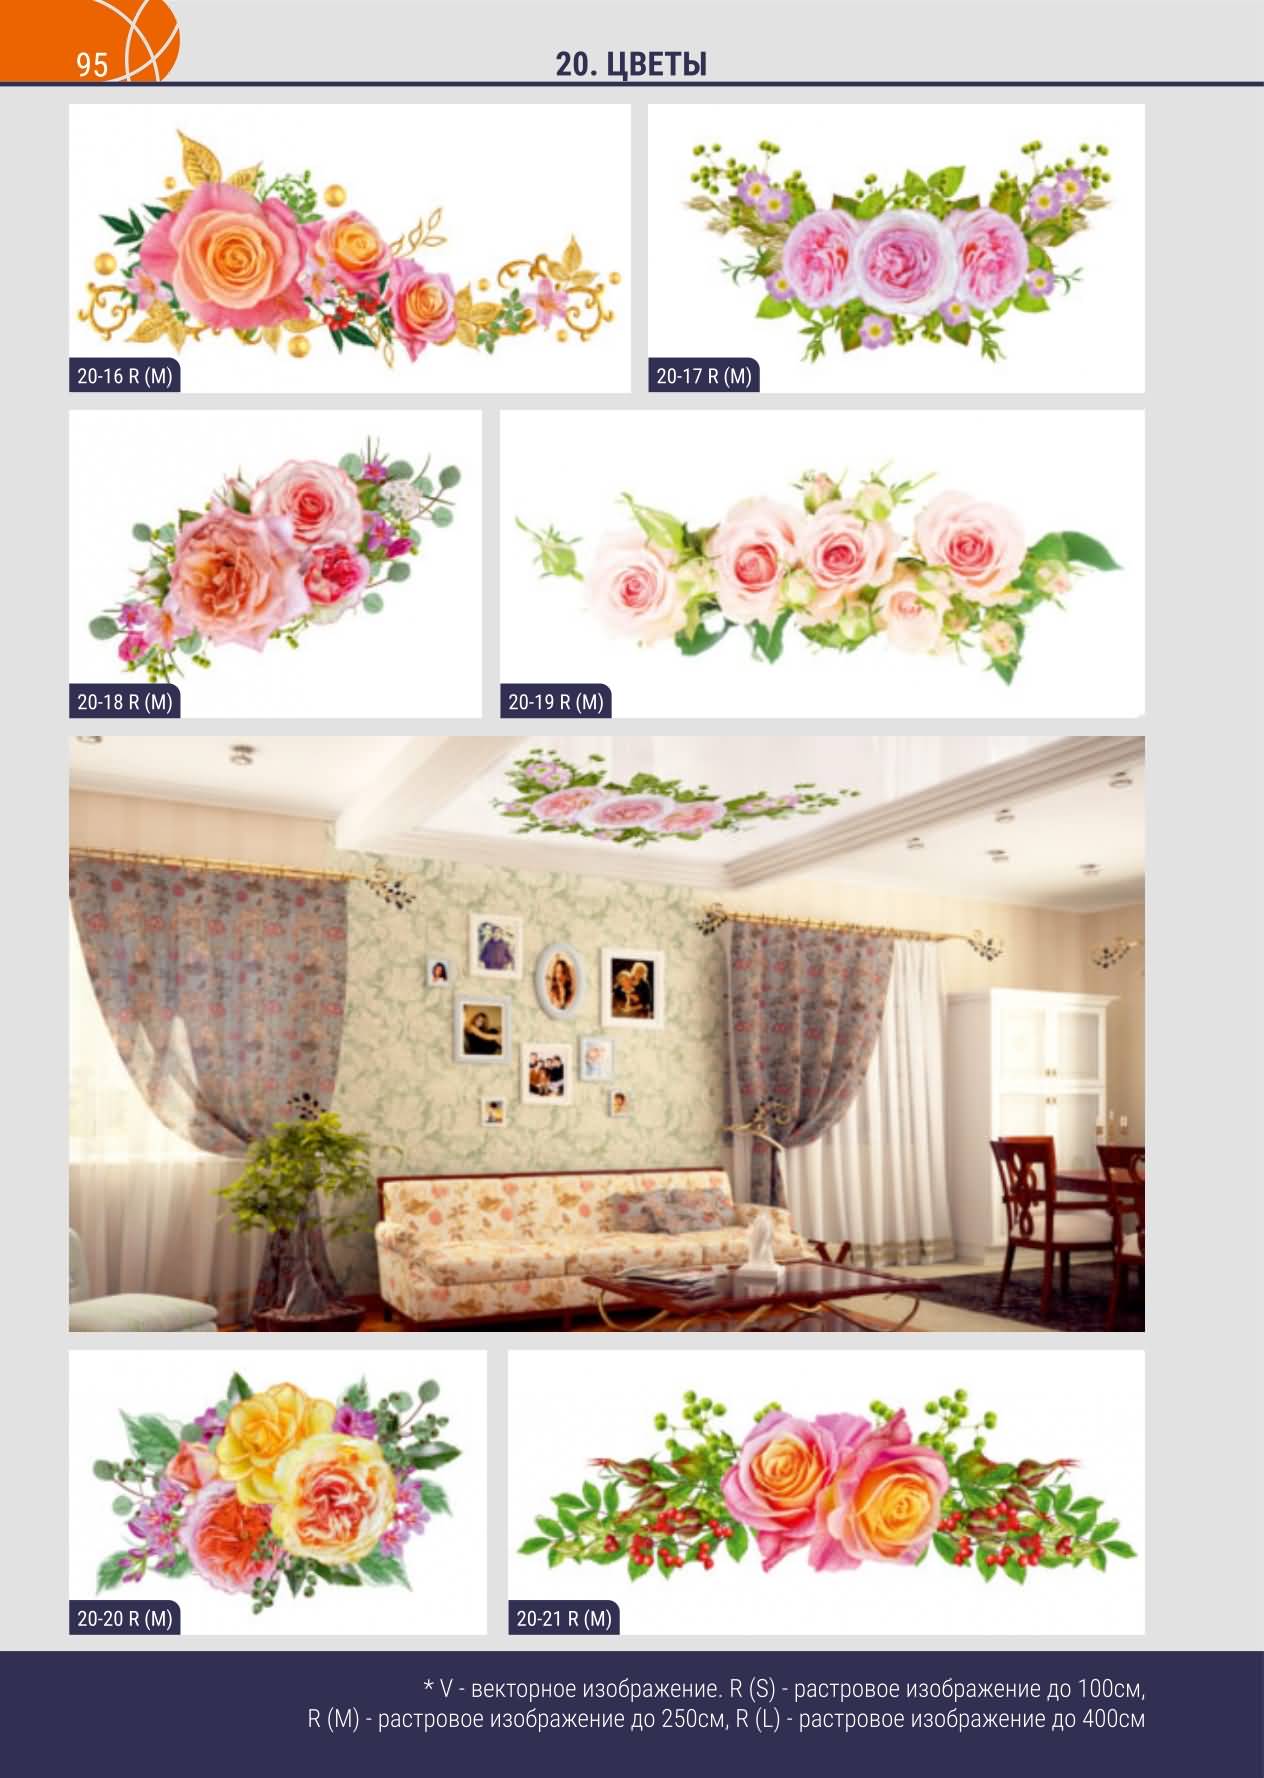 95
20. ЦВЕТЫ
20-16 R (M)
20-17 R (M)
20-18 R (M)
20-19 R (M)
20-20 R (M)
20-21 R (M)
* V - векторное изображение. R (S) - растровое изображение до 100см,
R (M) - растровое изображение до 250см, R (L) - растровое изображение до 400см